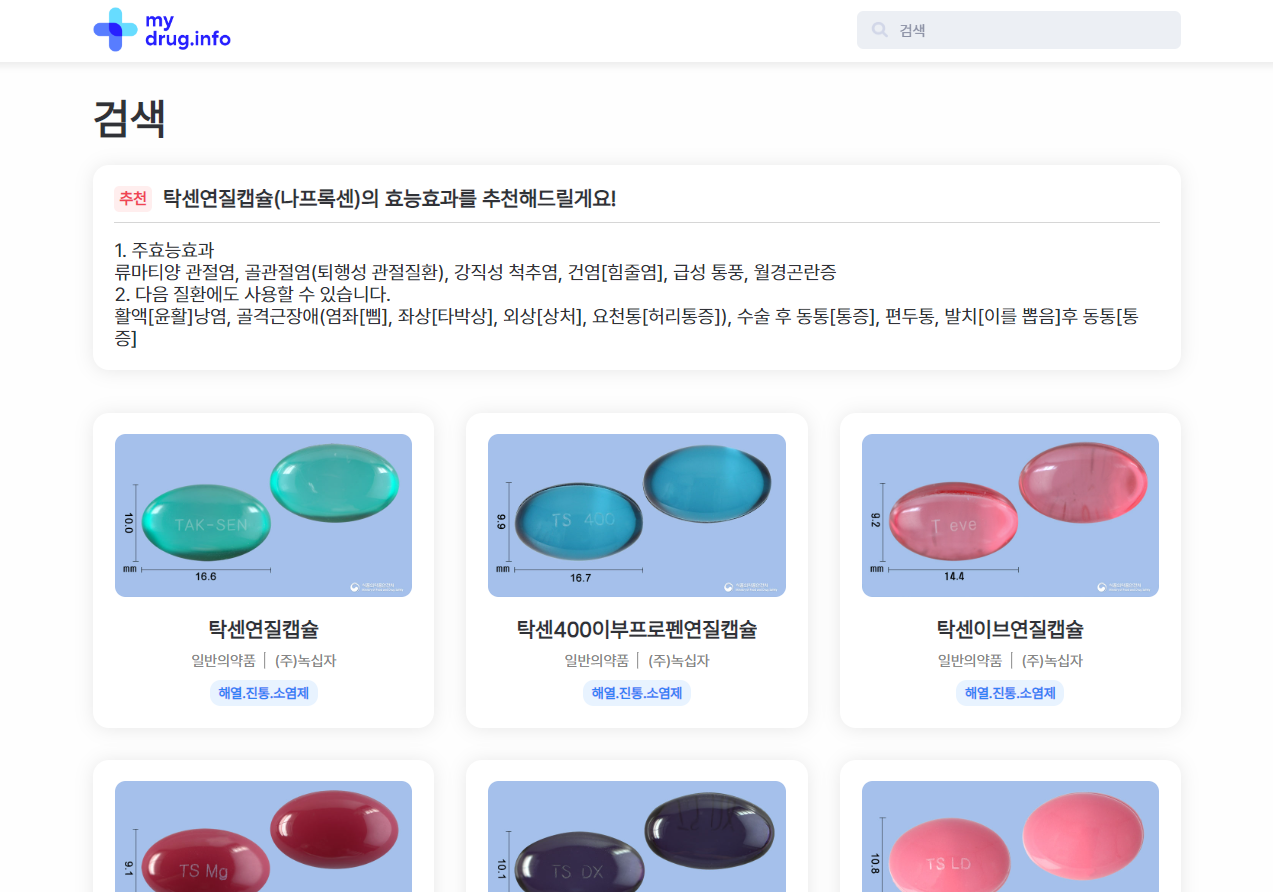 my
drug.info
검색
검색
추천 탁센연질캡슐(나프록센)의 효능효과를 추천해드릴게요!
1. 주효능효과
류마티양 관절염, 골관절염(퇴행성 관절질환), 강직성 척추염, 건염[힘줄염], 급성 통풍, 월경곤란증
2. 다음 질환에도 사용할 수 있습니다.
활액[윤활]낭염, 골격근장애(염좌[삠], 좌상[타박상], 외상[상처], 요천통[허리통증]), 수술 후 동통[통증], 편두통, 발치[이를 뽑음]후 동통[통
증]
TAK-SEN
10.0
mm
16.6
탁센연질캡슐
일반의약품 │ (주)녹십자
해열.진통.소염제
TS 400
9.9
mm
16.7
탁센400이부프로펜연질캡슐
일반의약품 │ (주)녹십자
해열.진통.소염제
T eve
9.2
mm
14.4
탁센이브연질캡슐
일반의약품 │ (주)녹십자
해열.진통.소염제
TS Mg
9.1
TS DX
10.1
TS LD
10.8